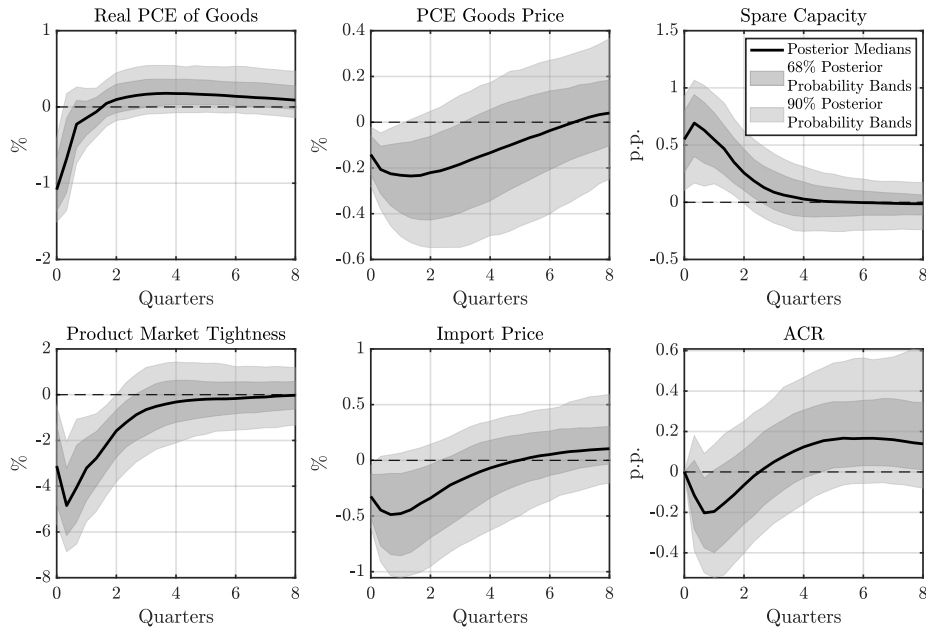 Real PCE of Goods
1
0
-1
-2
%
0 2 4 6 8
Quarters
PCE Goods Price
0.4
0.2
0
-0.2
-0.4
-0.6
%
0 2 4 6 8
Quarters
Spare Capacity
1.5
1
0.5
0
-0.5
p.p.
Posterior Medians
68% Posterior
Probability Bands
90% Posterior
Probability Bands
0 2 4 6 8
Quarters
Product Market Tightness
2
0
-2
-4
-6
-8
%
0 2 4 6 8
Quarters
Import Price
1
0.5
0
-0.5
-1
%
0 2 4 6 8
Quarters
ACR
0.6
0.4
0.2
0
-0.2
-0.4
p.p.
0 2 4 6 8
Quarters